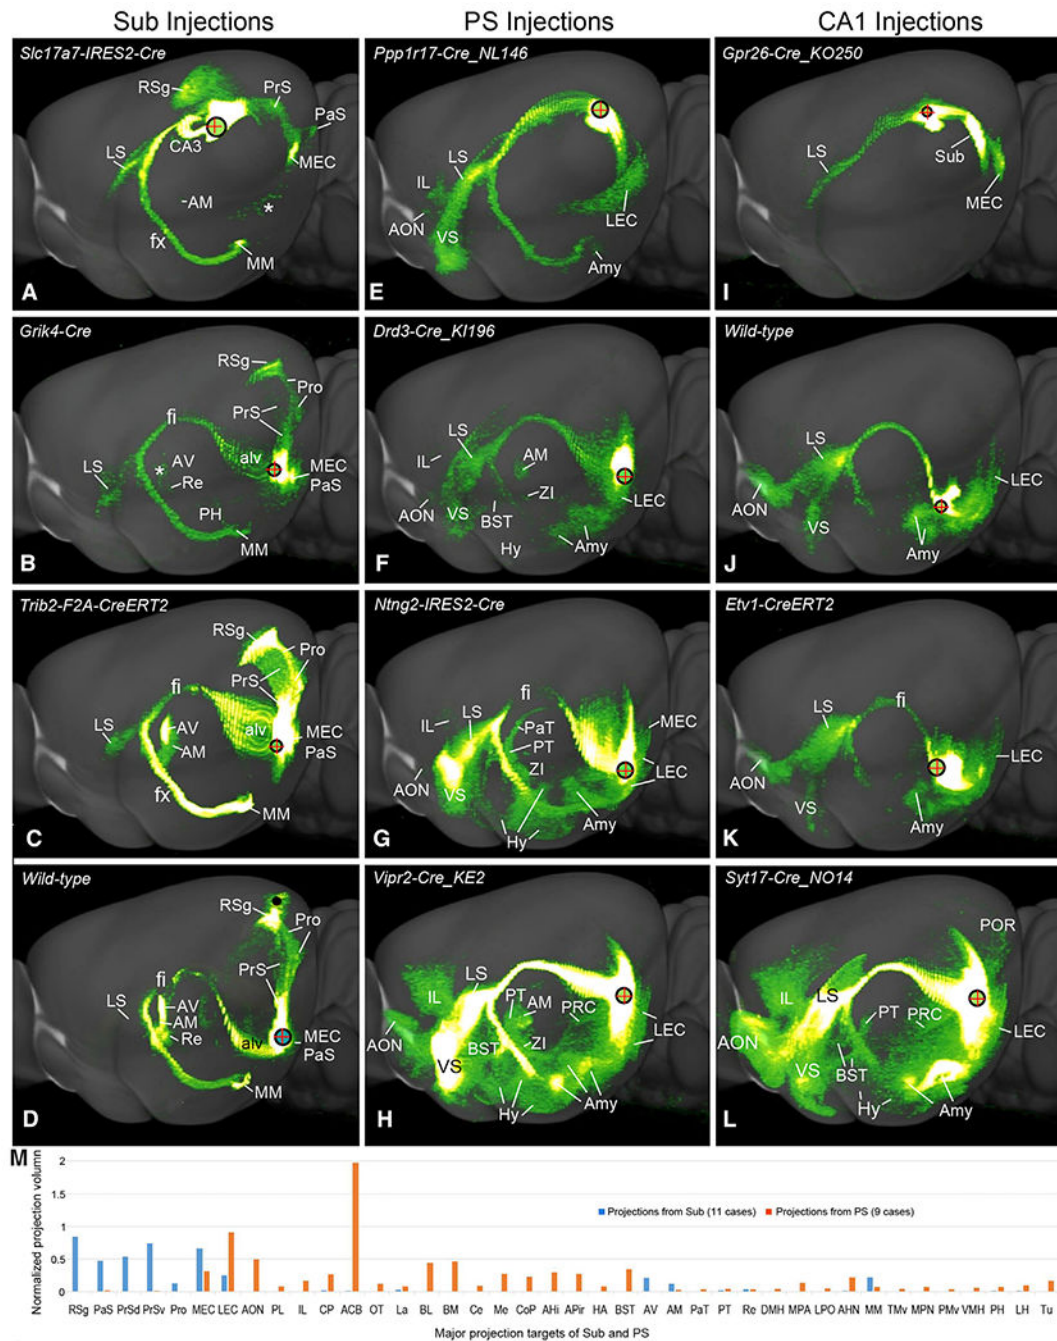 Sub Injections
PS Injections
CA1 Injections
Slc17a7-IRES2-Cre
RSg
PrS
PaS
CA3
LS
MEC
AM
*
fx
MM
A
Ppp1r17-Cre_NL146
LS
IL
AON
VS
LEC
Amy
E
Gpr26-Cre_KO250
LS
Sub
MEC
I
Grik4-Cre
RSg
Pro
PrS
fi
LS
AV
*
alv
MEC
Re
PaS
PH
MM
B
Drd3-Cre_KI196
LS
IL
AM
AON
VS
ZI
LEC
BST
Hy
Amy
F
Wild-type
LS
LEC
AON
VS
Amy
J
Trib2-F2A-CreERT2
RSg
Pro
PrS
fi
LS
AV
alv
MEC
AM
PaS
fx
MM
C
Ntng2-IRES2-Cre
fi
IL
LS
MEC
PaT
PT
AON
ZI
LEC
VS
Hy
Amy
G
Etv1-CreERT2
LS
fi
LEC
AON
VS
Amy
K
Wild-type
RSg
Pro
PrS
fi
LS
AV
AM
Re
MEC
alv
PaS
MM
D
Vipr2-Cre_KE2
LS
IL
PT
AM
PRC
LEC
AON
BST
ZI
VS
Hy
Amy
H
Syt17-Cre_NO14
POR
IL
LS
PT
PRC
LEC
AON
VS
BST
Hy
Amy
L
M
Normalized projection volumn
2
1.5
1
0.5
0
Projections from Sub (11 cases)
Projections from PS (9 cases)
RSg PaS PrSd PrSv Pro MEC LEC AON PL IL CP ACB OT La BL BM Ce Me CoP AHi APir HA BST AV AM PaT PT Re DMH MPA LPO AHN MM TMv MPN PMv VMH PH LH Tu
Major projection targets of Sub and PS